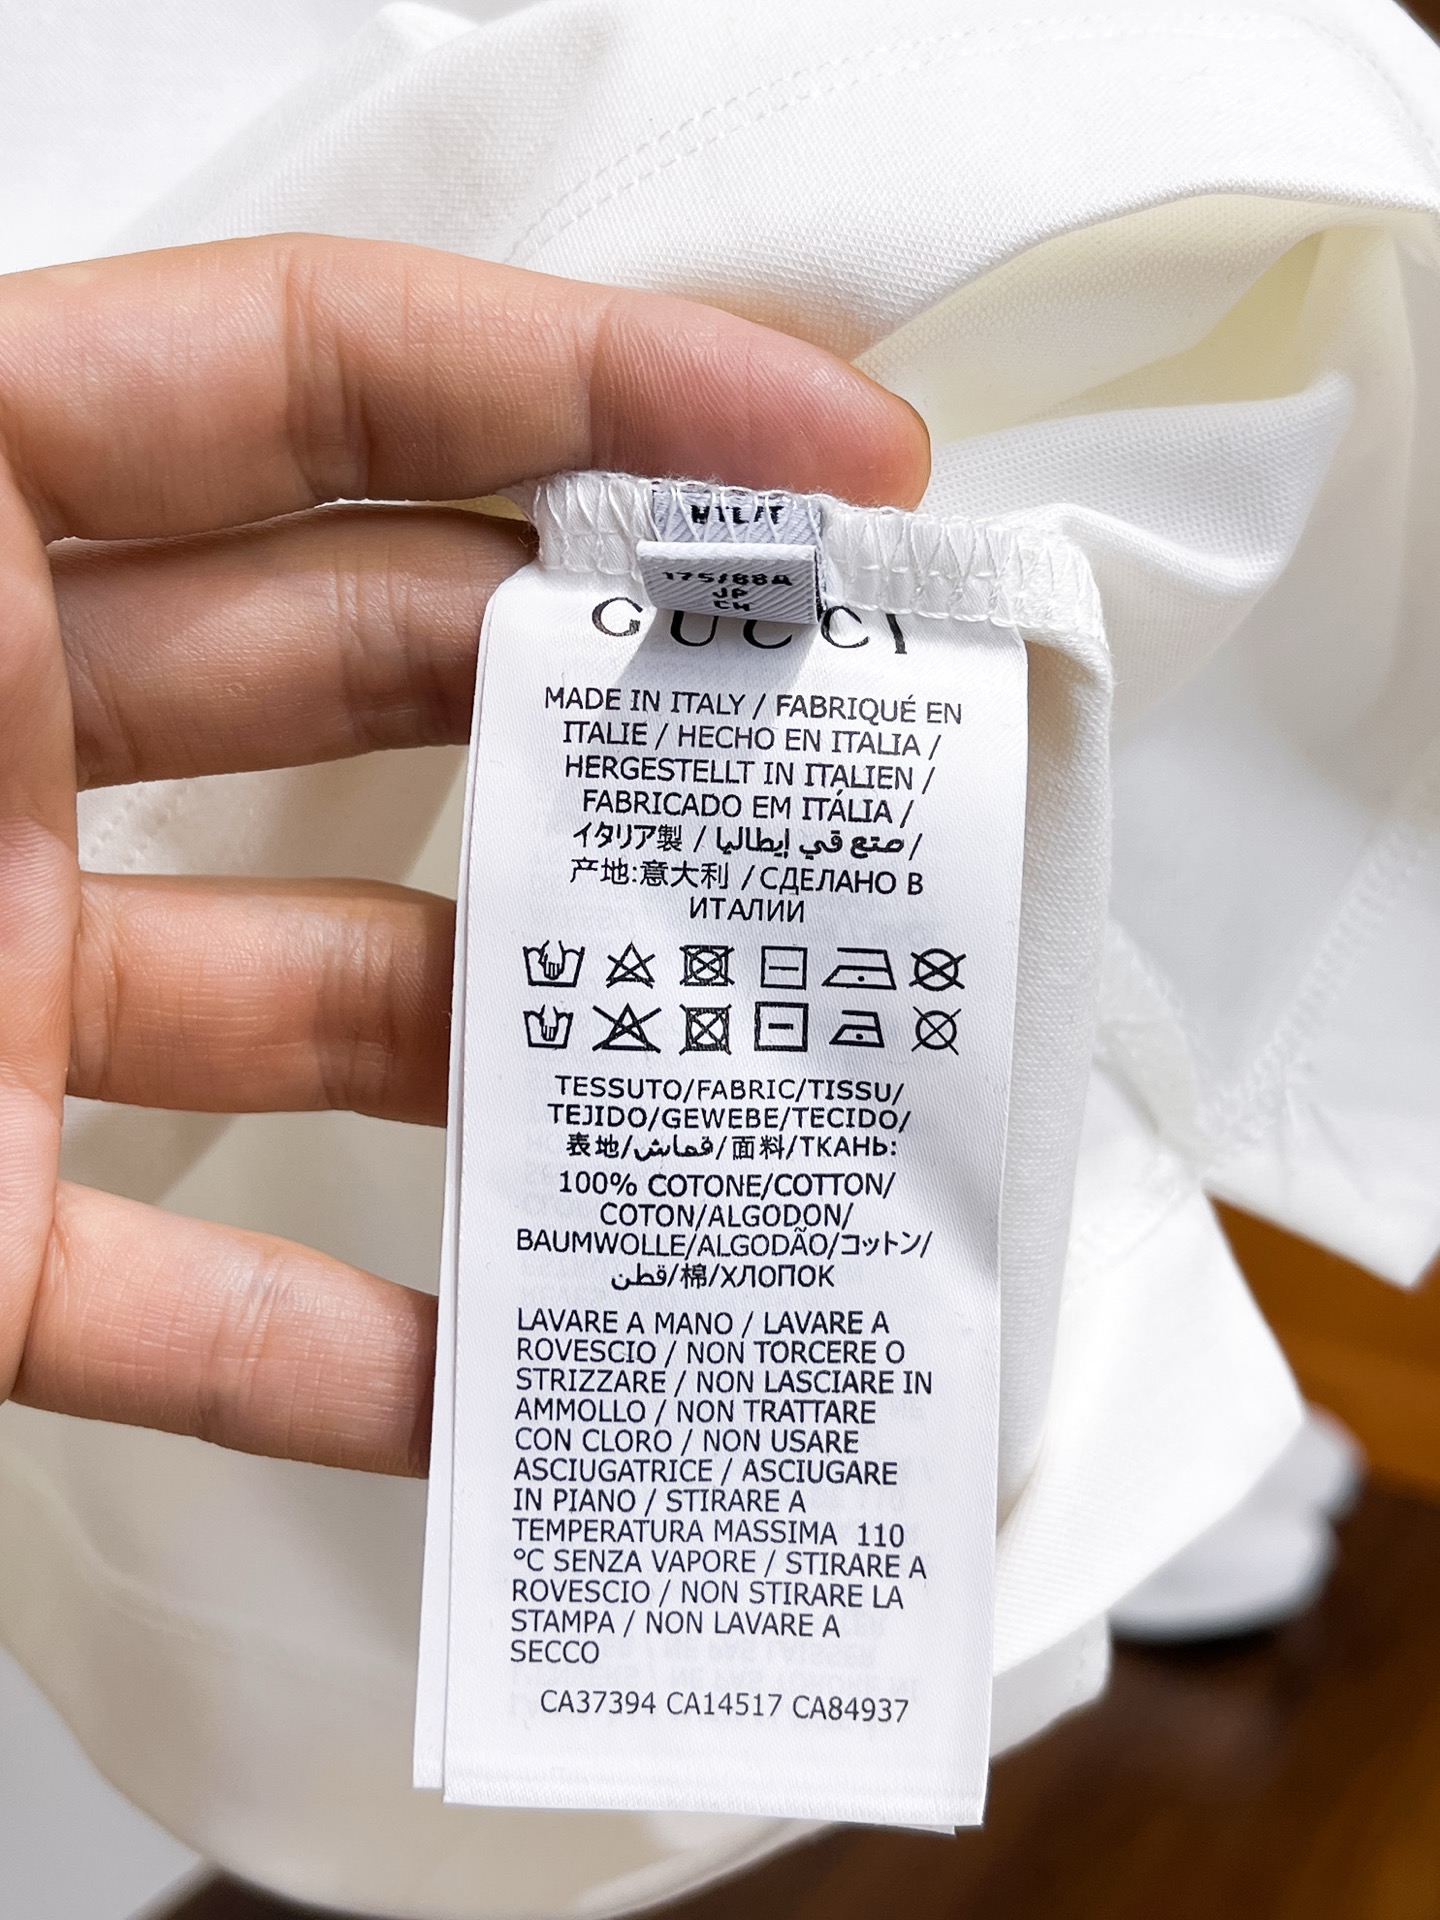 175/88A
JP
CH
GUCCI
MADE IN ITALY / FABRIQUÉ EN
ITALIE / HECHO EN ITALIA /
HERGESTELLT IN ITALIEN /
FABRICADO EM ITÁLIA /
イタリア製 / صنع في إيطاليا /
产地:意大利 / СДЕЛАНО В
ИТАЛИИ
TESSUTO/FABRIC/TISSU/
TEJIDO/GEWEBE/TECIDO/
表地/قماش/面料/ТКАНЬ:
100% COTONE/COTTON/
COTON/ALGODON/
BAUMWOLLE/ALGODÃO/コットン/
قطن/棉/ХЛОПОК
LAVARE A MANO / LAVARE A
ROVESCIO / NON TORCERE O
STRIZZARE / NON LASCIARE IN
AMMOLLO / NON TRATTARE
CON CLORO / NON USARE
ASCIUGATRICE / ASCIUGARE
IN PIANO / STIRARE A
TEMPERATURA MASSIMA 110
°C SENZA VAPORE / STIRARE A
ROVESCIO / NON STIRARE LA
STAMPA / NON LAVARE A
SECCO
CA37394 CA14517 CA84937